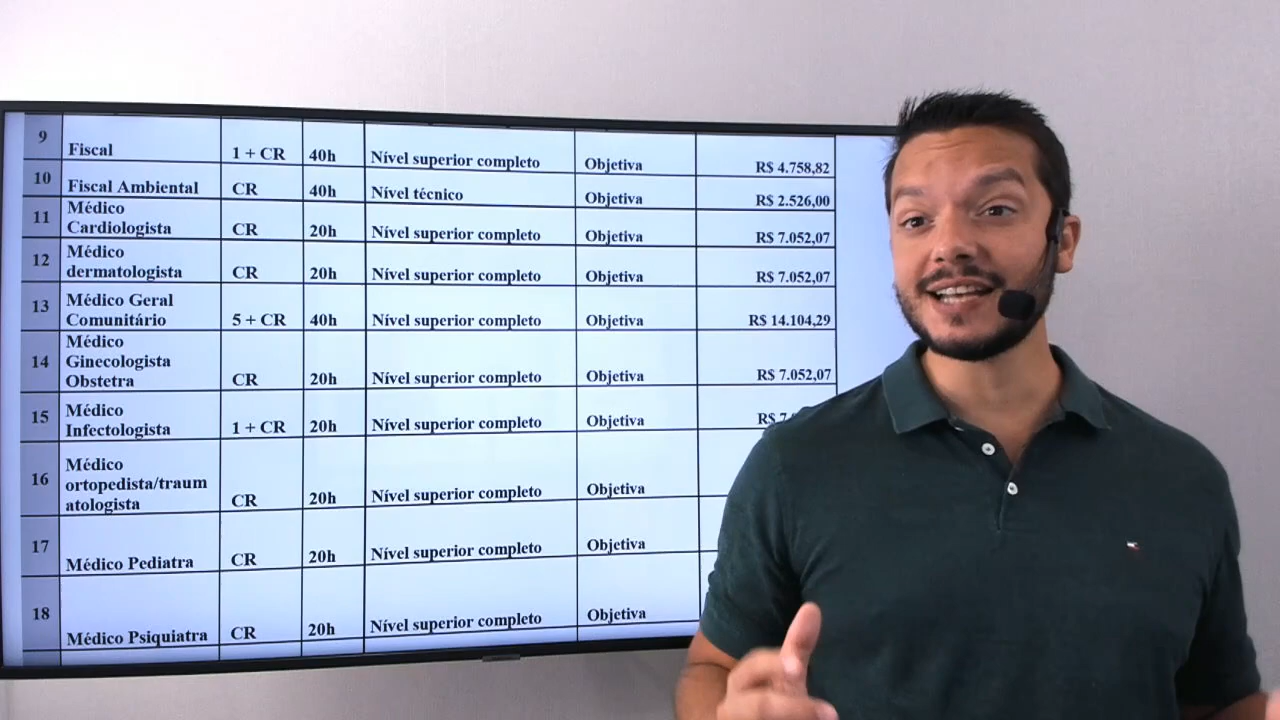 9 Fiscal 1 + CR 40h Nível superior completo Objetiva R$ 4.758,82
10 Fiscal Ambiental CR 40h Nível técnico Objetiva R$ 2.526,00
11 Médico
Cardiologista CR 20h Nível superior completo Objetiva R$ 7.052,07
12 Médico
dermatologista CR 20h Nível superior completo Objetiva R$ 7.052,07
13 Médico Geral
Comunitário 5 + CR 40h Nível superior completo Objetiva R$ 14.104,29
14 Médico
Ginecologista
Obstetra CR 20h Nível superior completo Objetiva R$ 7.052,07
15 Médico
Infectologista 1 + CR 20h Nível superior completo Objetiva R$
16 Médico
ortopedista/traum
atologista CR 20h Nível superior completo Objetiva
17 Médico Pediatra CR 20h Nível superior completo Objetiva
18 Médico Psiquiatra CR 20h Nível superior completo Objetiva